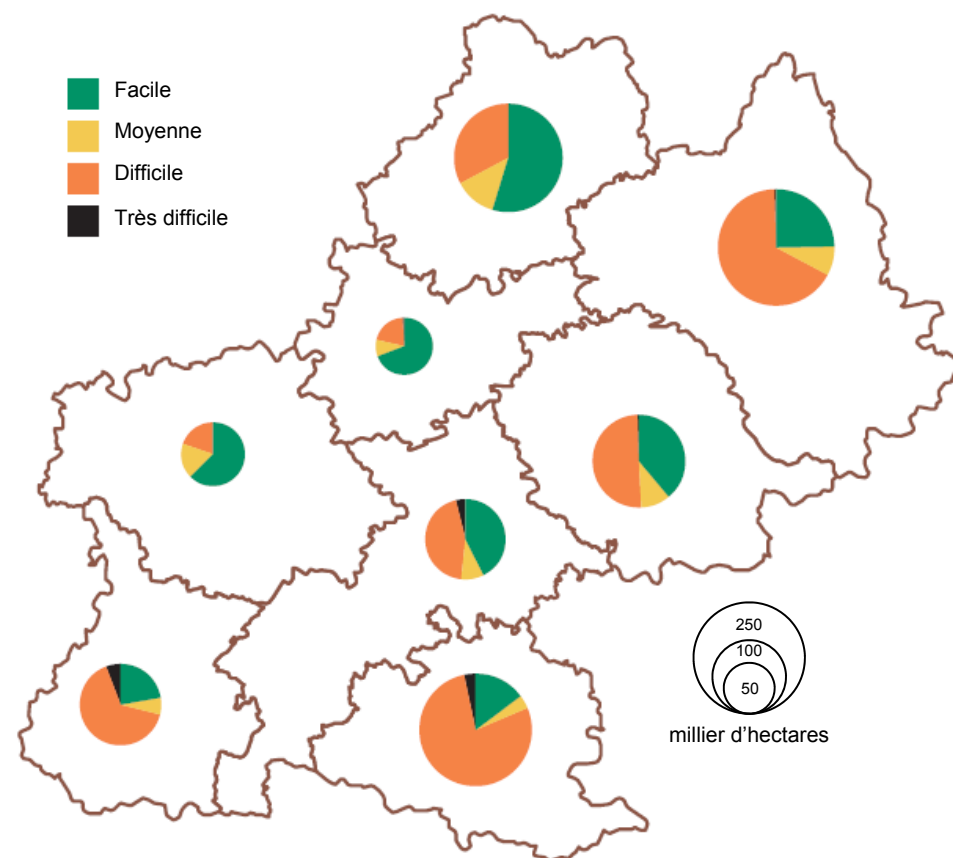 Facile
Moyenne
Difficile
Très difficile
250
100
50
millier d'hectares